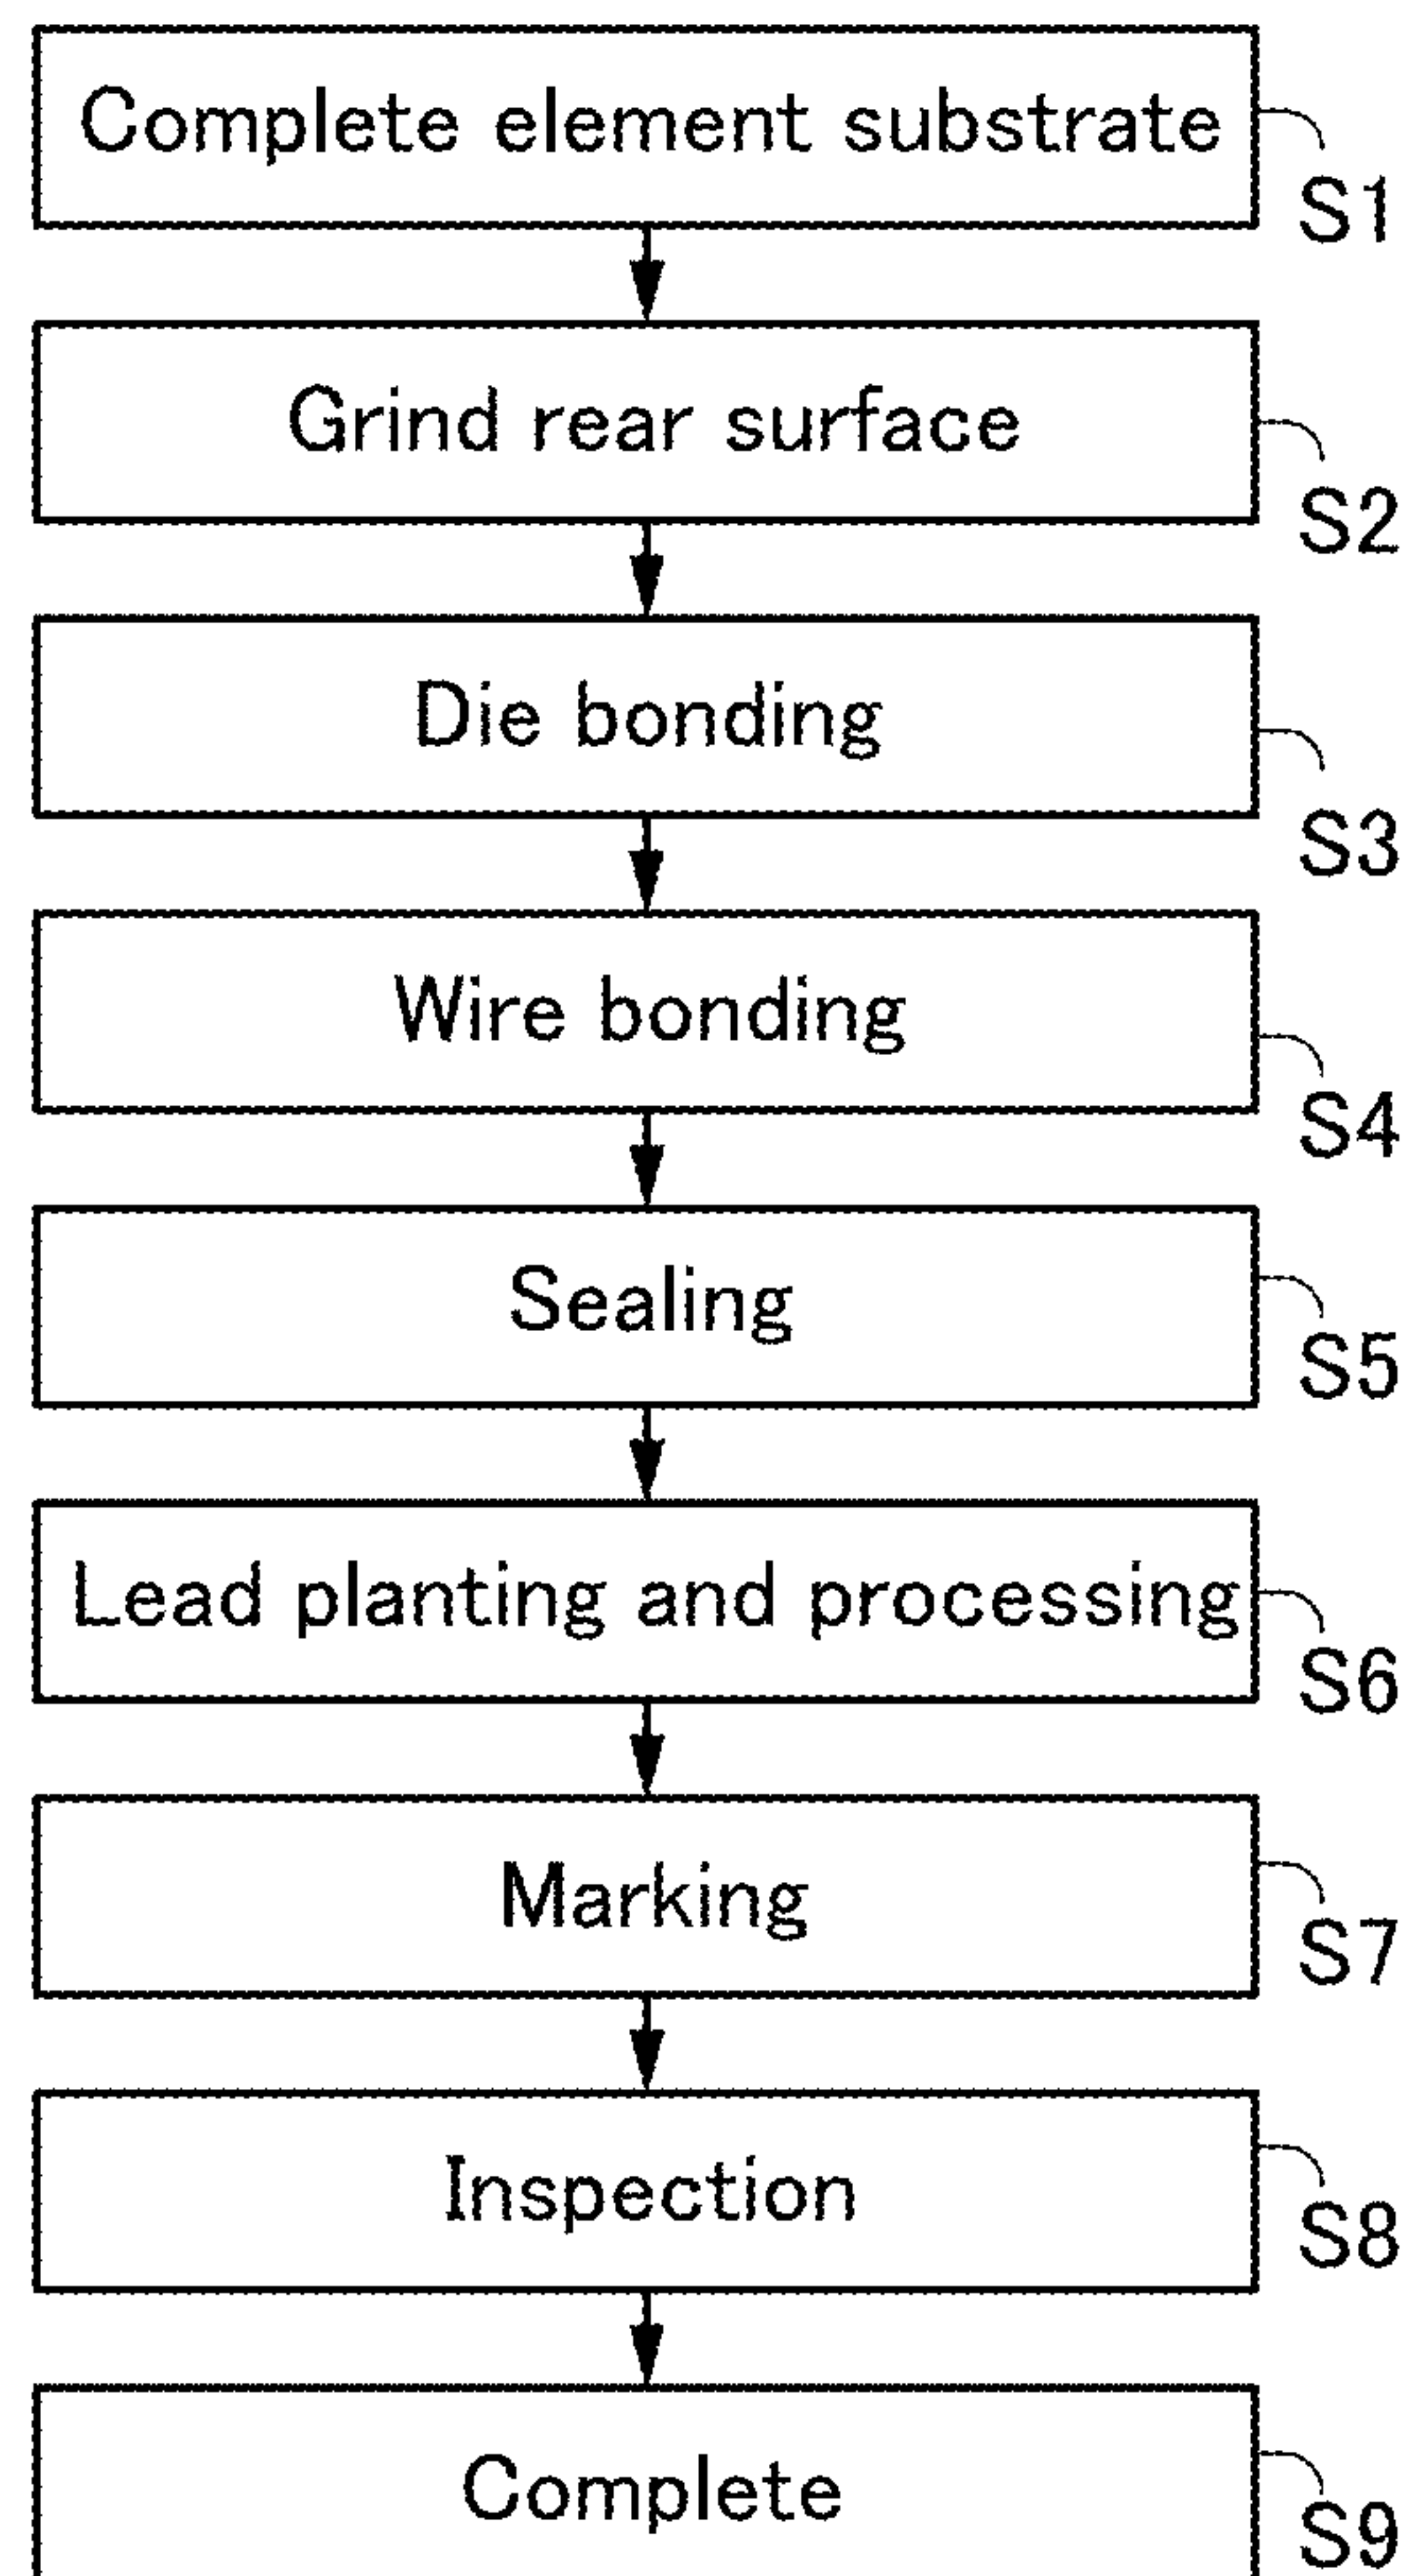 Complete element substrate
S1
Grind rear surface
S2
Die bonding
S3
Wire bonding
S4
Sealing
S5
Lead planting and processing
S6
Marking
S7
Inspection
S8
Complete
S9